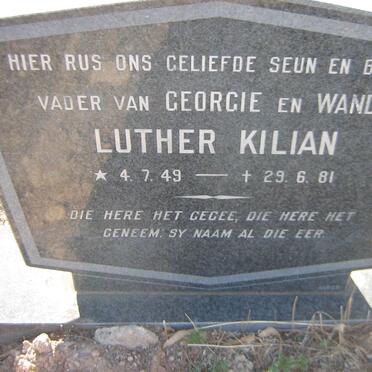 HIER RUS ONS GELIEFDE SEUN EN
VADER VAN GEORGIE EN
LUTHER KILIAN
★ 4.7.49 — † 29.6.81
DIE HERE HET GEGEE, DIE HERE HET
GENEEM. SY NAAM AL DIE EER.